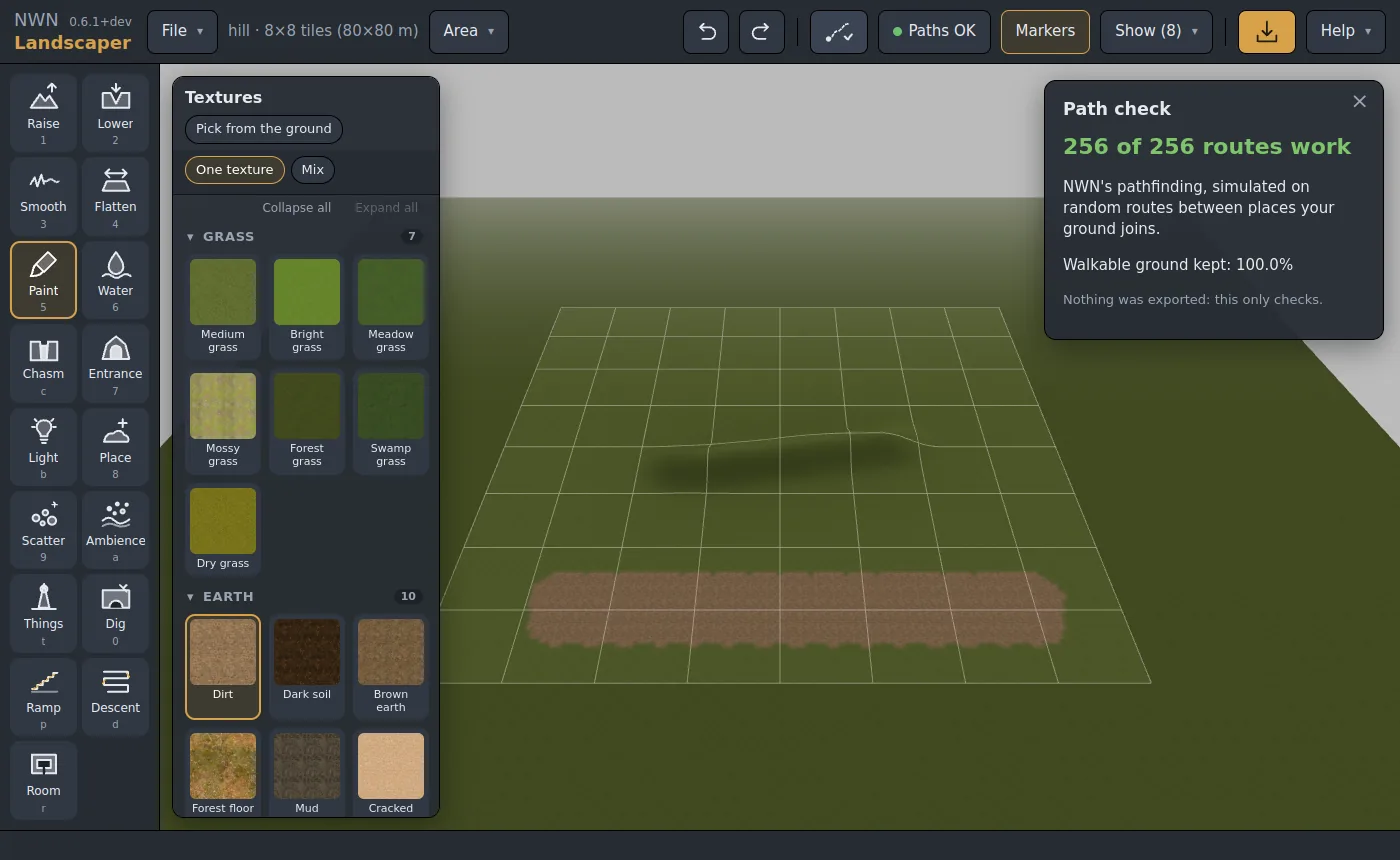 NWN 0.6.1+dev
Landscaper
File
hill · 8×8 tiles (80×80 m)
Area
Paths OK
Markers
Show (8)
Help
Raise
1
Lower
2
Smooth
3
Flatten
4
Paint
5
Water
6
Chasm
c
Entrance
7
Light
b
Place
8
Scatter
9
Ambience
a
Things
t
Dig
0
Ramp
p
Descent
d
Room
r
Textures
Pick from the ground
One texture
Mix
Collapse all
Expand all
GRASS
7
Medium
grass
Bright
grass
Meadow
grass
Mossy
grass
Forest
grass
Swamp
grass
Dry grass
EARTH
10
Dirt
Dark soil
Brown
earth
Forest floor
Mud
Cracked
Path check
256 of 256 routes work
NWN's pathfinding, simulated on
random routes between places your
ground joins.
Walkable ground kept: 100.0%
Nothing was exported: this only checks.